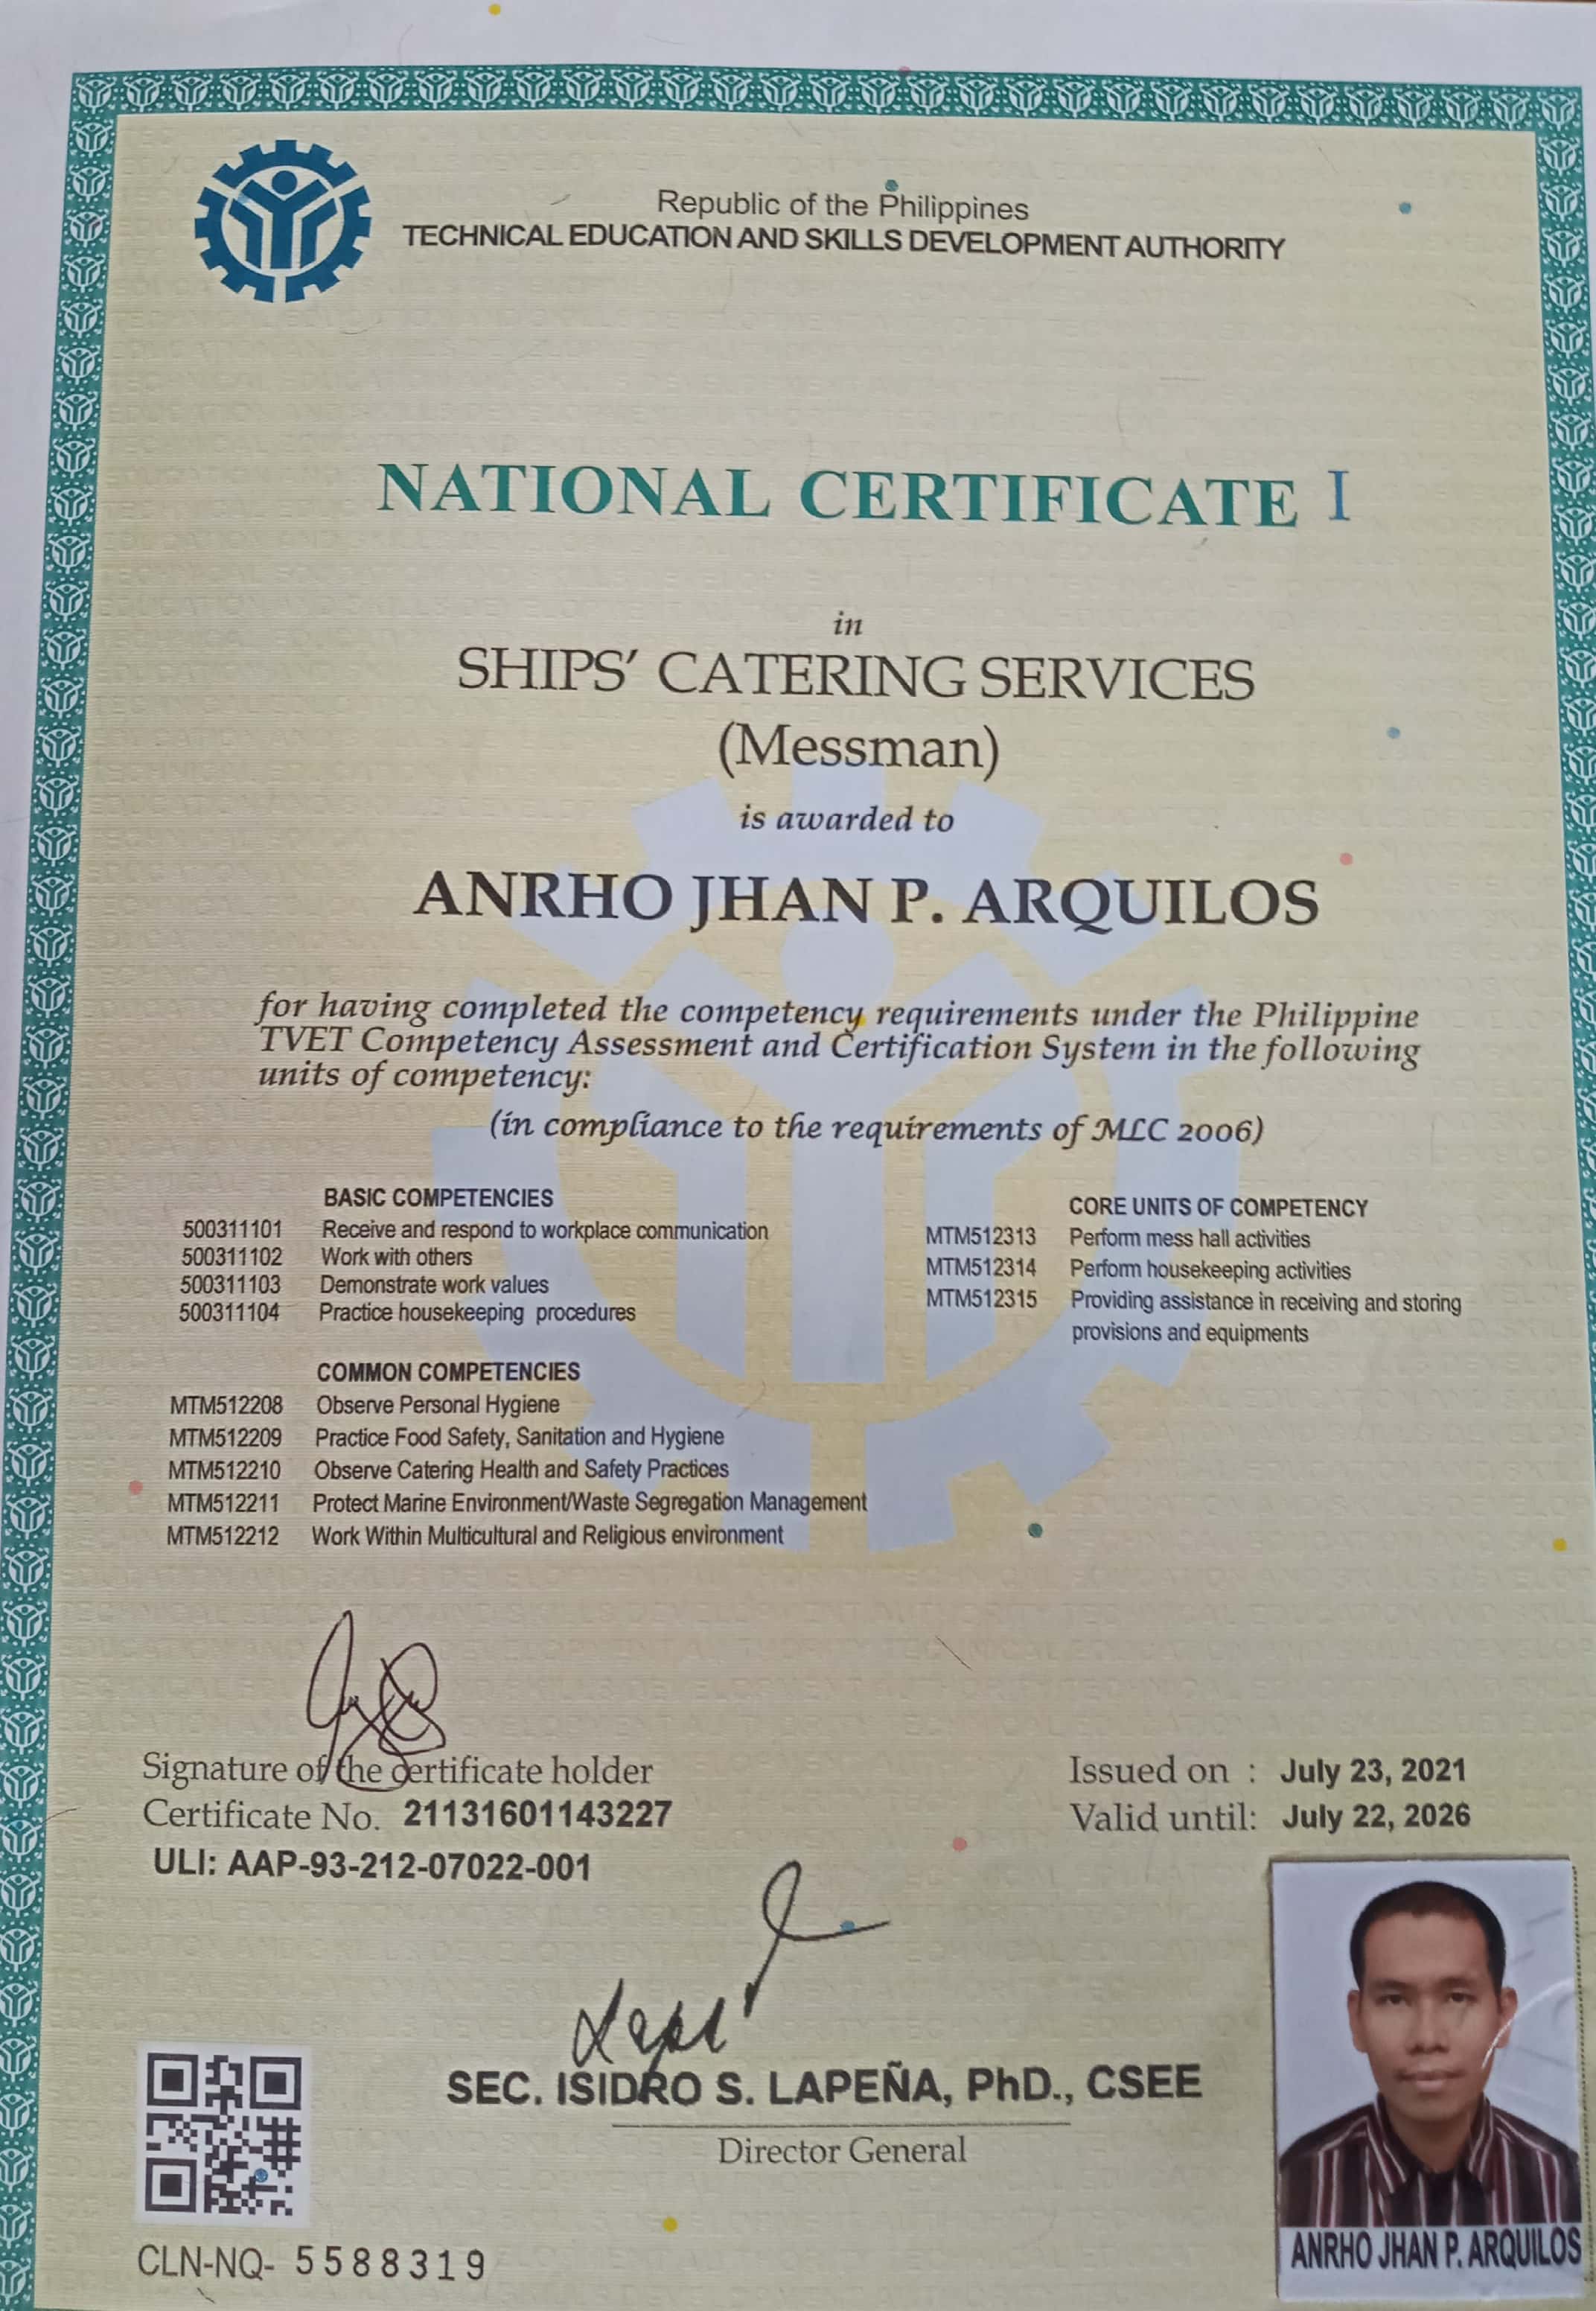 Republic of the Philippines
TECHNICAL EDUCATION AND SKILLS DEVELOPMENT AUTHORITY
NATIONAL CERTIFICATE I
in
SHIPS’ CATERING SERVICES
(Messman)
is awarded to
ANRHO JHAN P. ARQUILOS
for having completed the competency requirements under the Philippine
TVET Competency Assessment and Certification System in the following
units of competency:
(in compliance to the requirements of MLC 2006)
BASIC COMPETENCIES
500311101 Receive and respond to workplace communication
500311102 Work with others
500311103 Demonstrate work values
500311104 Practice housekeeping procedures
COMMON COMPETENCIES
MTM512208 Observe Personal Hygiene
MTM512209 Practice Food Safety, Sanitation and Hygiene
MTM512210 Observe Catering Health and Safety Practices
MTM512211 Protect Marine Environment/Waste Segregation Management
MTM512212 Work Within Multicultural and Religious environment
CORE UNITS OF COMPETENCY
MTM512313 Perform mess hall activities
MTM512314 Perform housekeeping activities
MTM512315 Providing assistance in receiving and storing
provisions and equipments
Signature of the certificate holder
Certificate No. 21131601143227
ULI: AAP-93-212-07022-001
Issued on : July 23, 2021
Valid until: July 22, 2026
SEC. ISIDRO S. LAPEÑA, PhD., CSEE
Director General
CLN-NQ- 5588319
ANRHO JHAN P. ARQUILOS